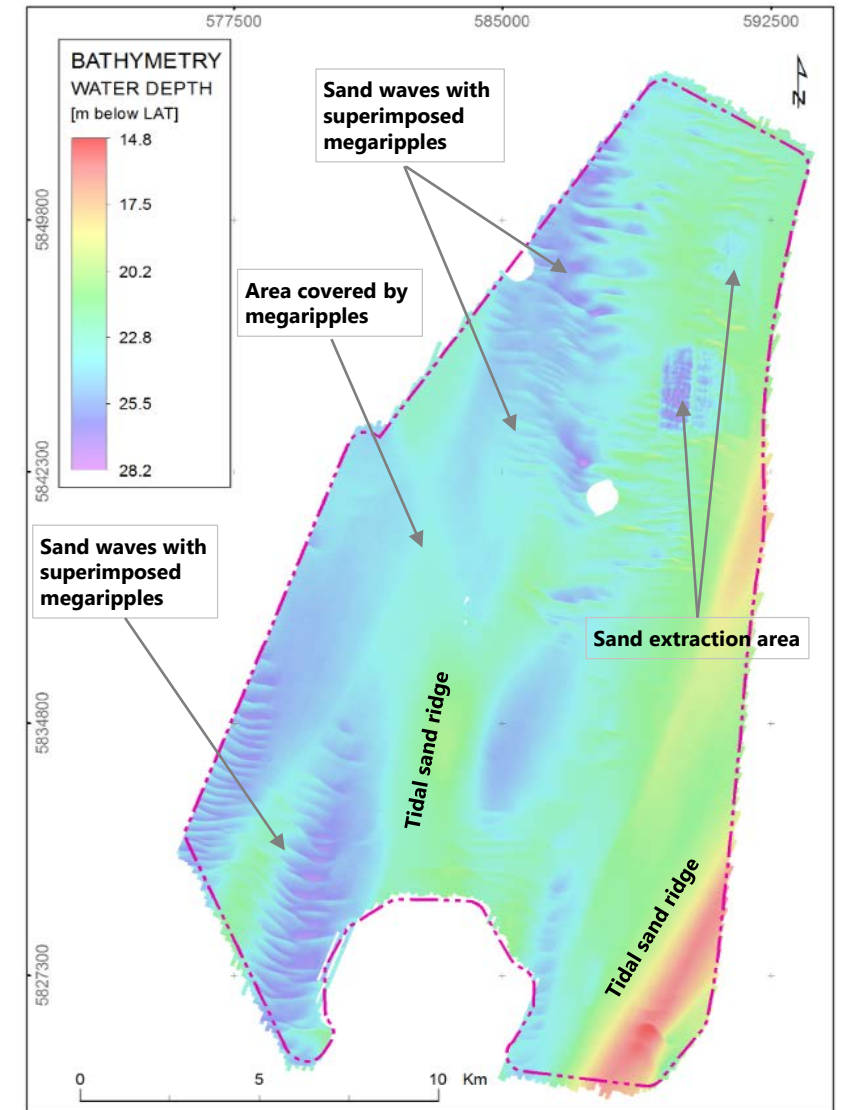 577500
585000
592500
BATHYMETRY
WATER DEPTH
[m below LAT]
14.8
17.5
20.2
22.8
25.5
28.2
N
Sand waves with
superimposed
megaripples
5849800
Area covered by
megaripples
5842300
Sand waves with
superimposed
megaripples
Sand extraction area
5834800
Tidal sand ridge
Tidal sand ridge
5827300
0
5
10
Km